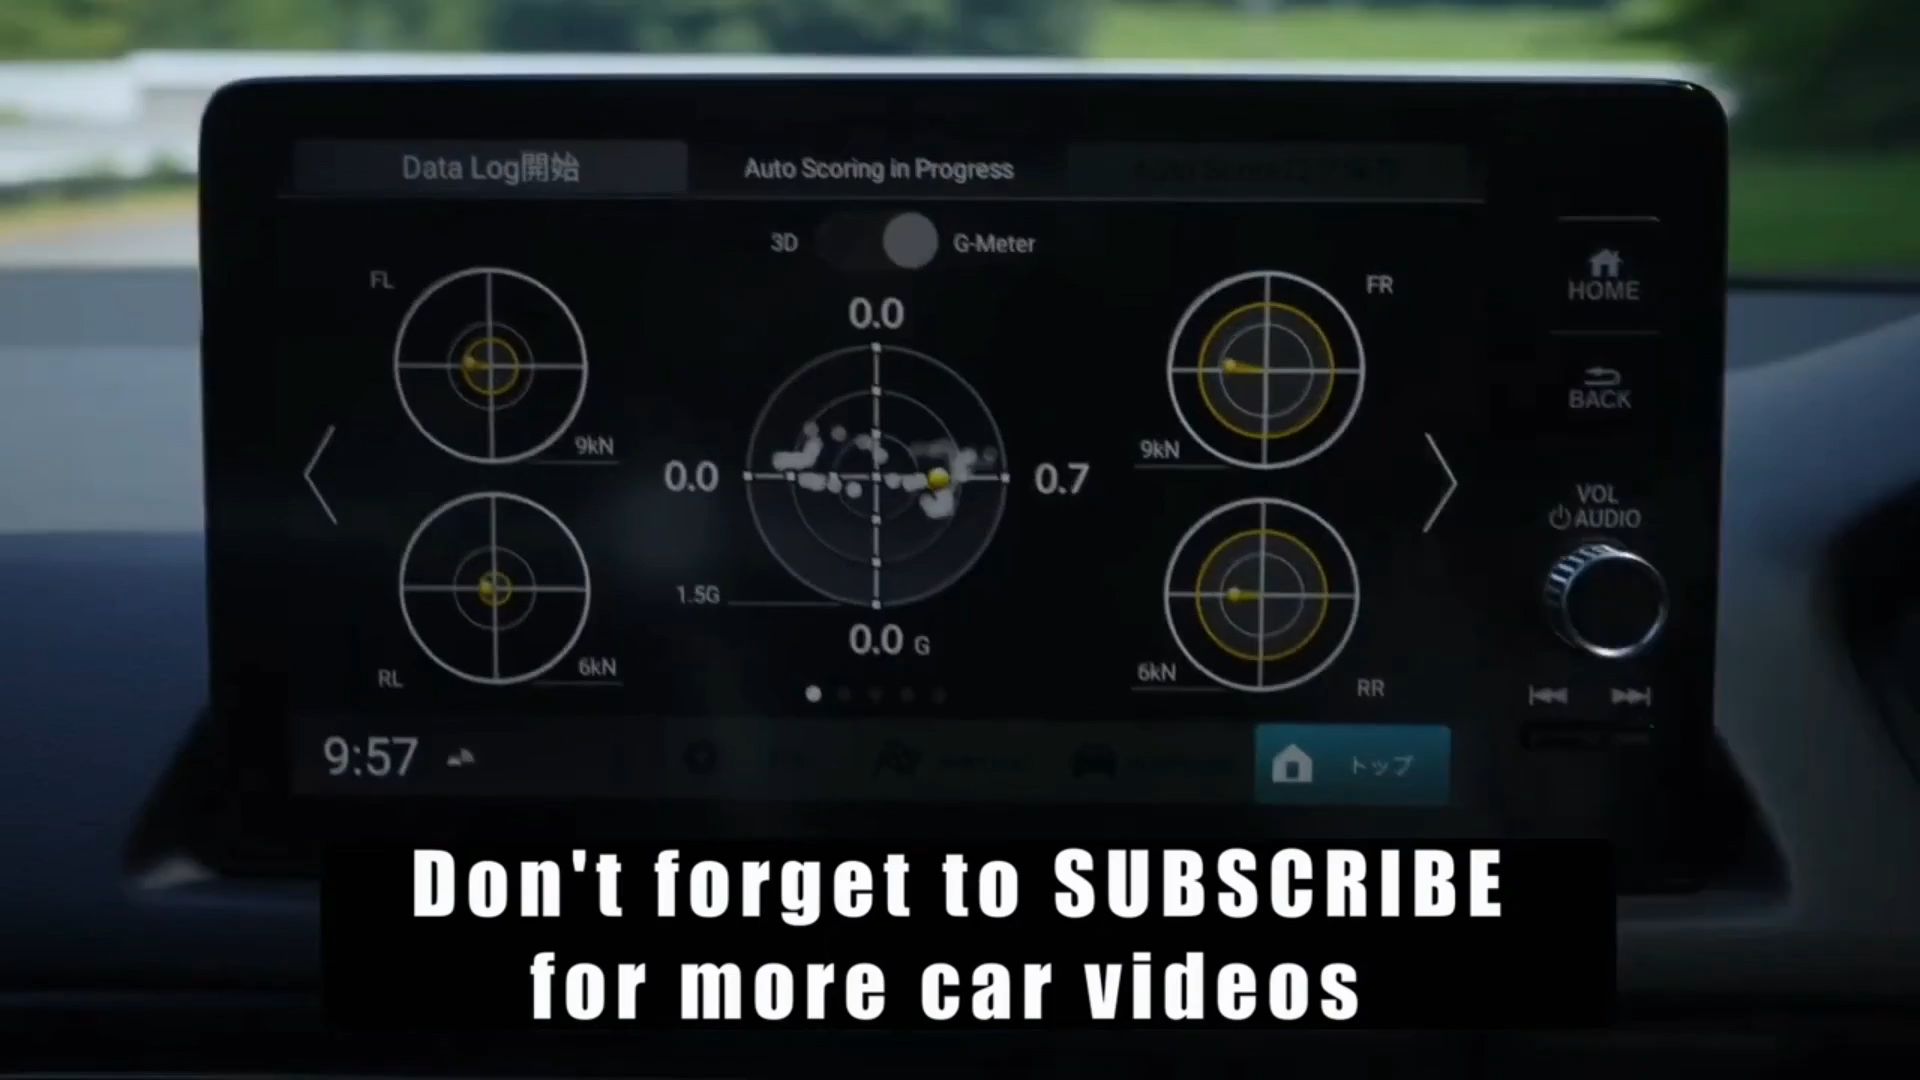 Data Log開始
Auto Scoring in Progress
3D
G-Meter
FL
FR
0.0
9kN
0.0
0.7
9kN
1.5G
0.0 G
RL
6kN
6kN
RR
9:57
トップ
HOME
BACK
VOL
AUDIO
Don't forget to SUBSCRIBE
for more car videos